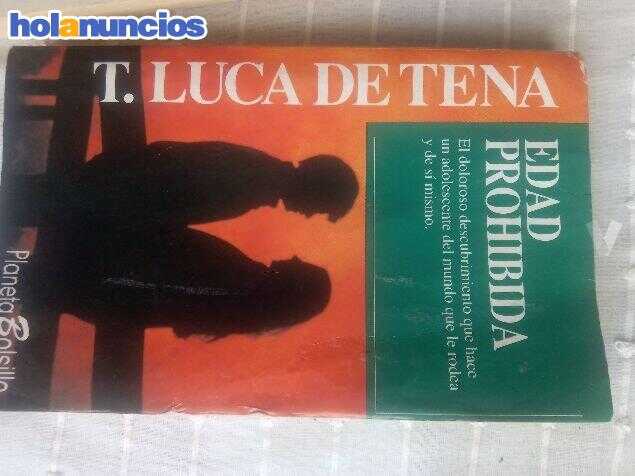 holanuncios
T. LUCA DE TENA
EDAD
PROHIBIDA
El doloroso descubrimiento que hace
un adolescente del mundo que le rodea
y de sí mismo.
Planeta Bolsillo